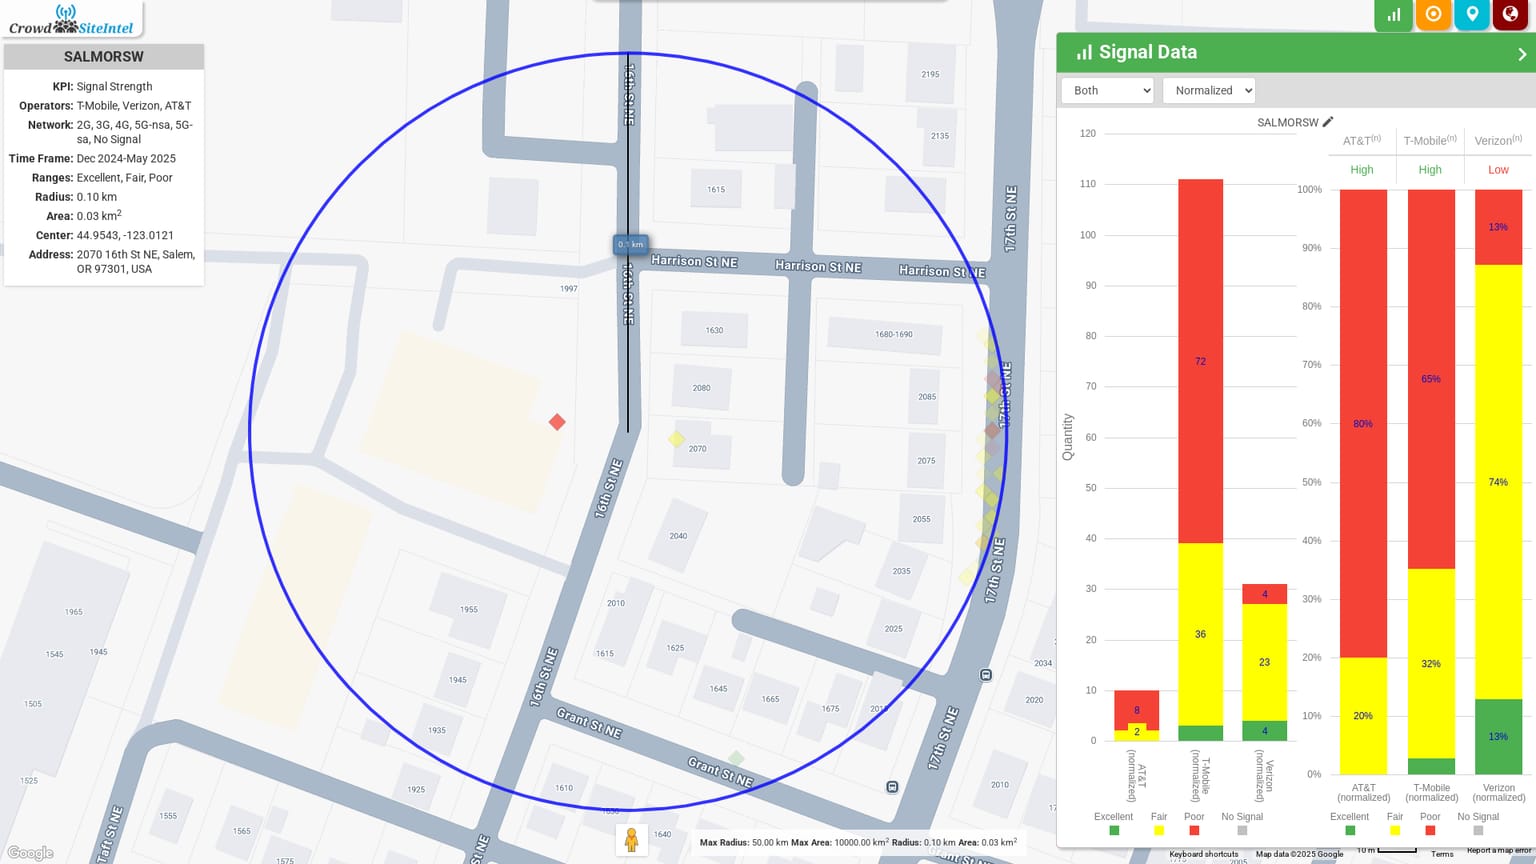 Crowd SiteIntel
SALMORSW
KPI: Signal Strength
Operators: T-Mobile, Verizon, AT&T
Network: 2G, 3G, 4G, 5G-nsa, 5G-
sa, No Signal
Time Frame: Dec 2024-May 2025
Ranges: Excellent, Fair, Poor
Radius: 0.10 km
Area: 0.03 km²
Center: 44.9543, -123.0121
Address: 2070 16th St NE, Salem,
OR 97301, USA
16th St NE
2195
2135
1615
17th St NE
0.1 km
Harrison St NE
Harrison St NE
Harrison St NE
16th St NE
1997
1630
1680-1690
2080
2085
17th St NE
2070
2075
16th St NE
2040
2055
2035
17th St NE
1965
1955
2010
2025
1545
1945
1615
1625
2034
1505
1945
16th St NE
1645
1665
1675
2020
1935
Grant St NE
17th St NE
1525
Grant St NE
2010
1925
1610
1555
1565
1640
Taft St NE
1575
St NE
Google
Max Radius: 50.00 km Max Area: 10000.00 km² Radius: 0.10 km Area: 0.03 km²
Keyboard shortcuts
Map data ©2025 Google
10 m
Terms
Report a map error
Signal Data
Both
Normalized
SALMORSW
Quantity
120
110
100
90
80
70
60
50
40
30
20
10
0
72
36
8
2
4
23
4
AT&T (normalized)
T-Mobile (normalized)
Verizon (normalized)
Excellent Fair Poor No Signal
AT&T(n) T-Mobile(n) Verizon(n)
High High Low
100%
90%
80%
70%
60%
50%
40%
30%
20%
10%
0%
80%
20%
65%
32%
13%
74%
13%
AT&T (normalized)
T-Mobile (normalized)
Verizon (normalized)
Excellent Fair Poor No Signal